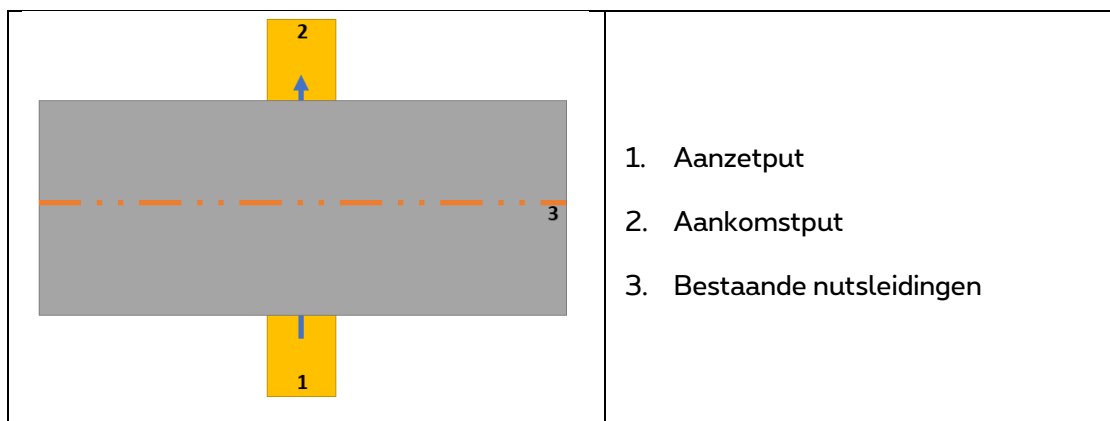 2
3
1
1. Aanzetput
2. Aankomstput
3. Bestaande nutsleidingen